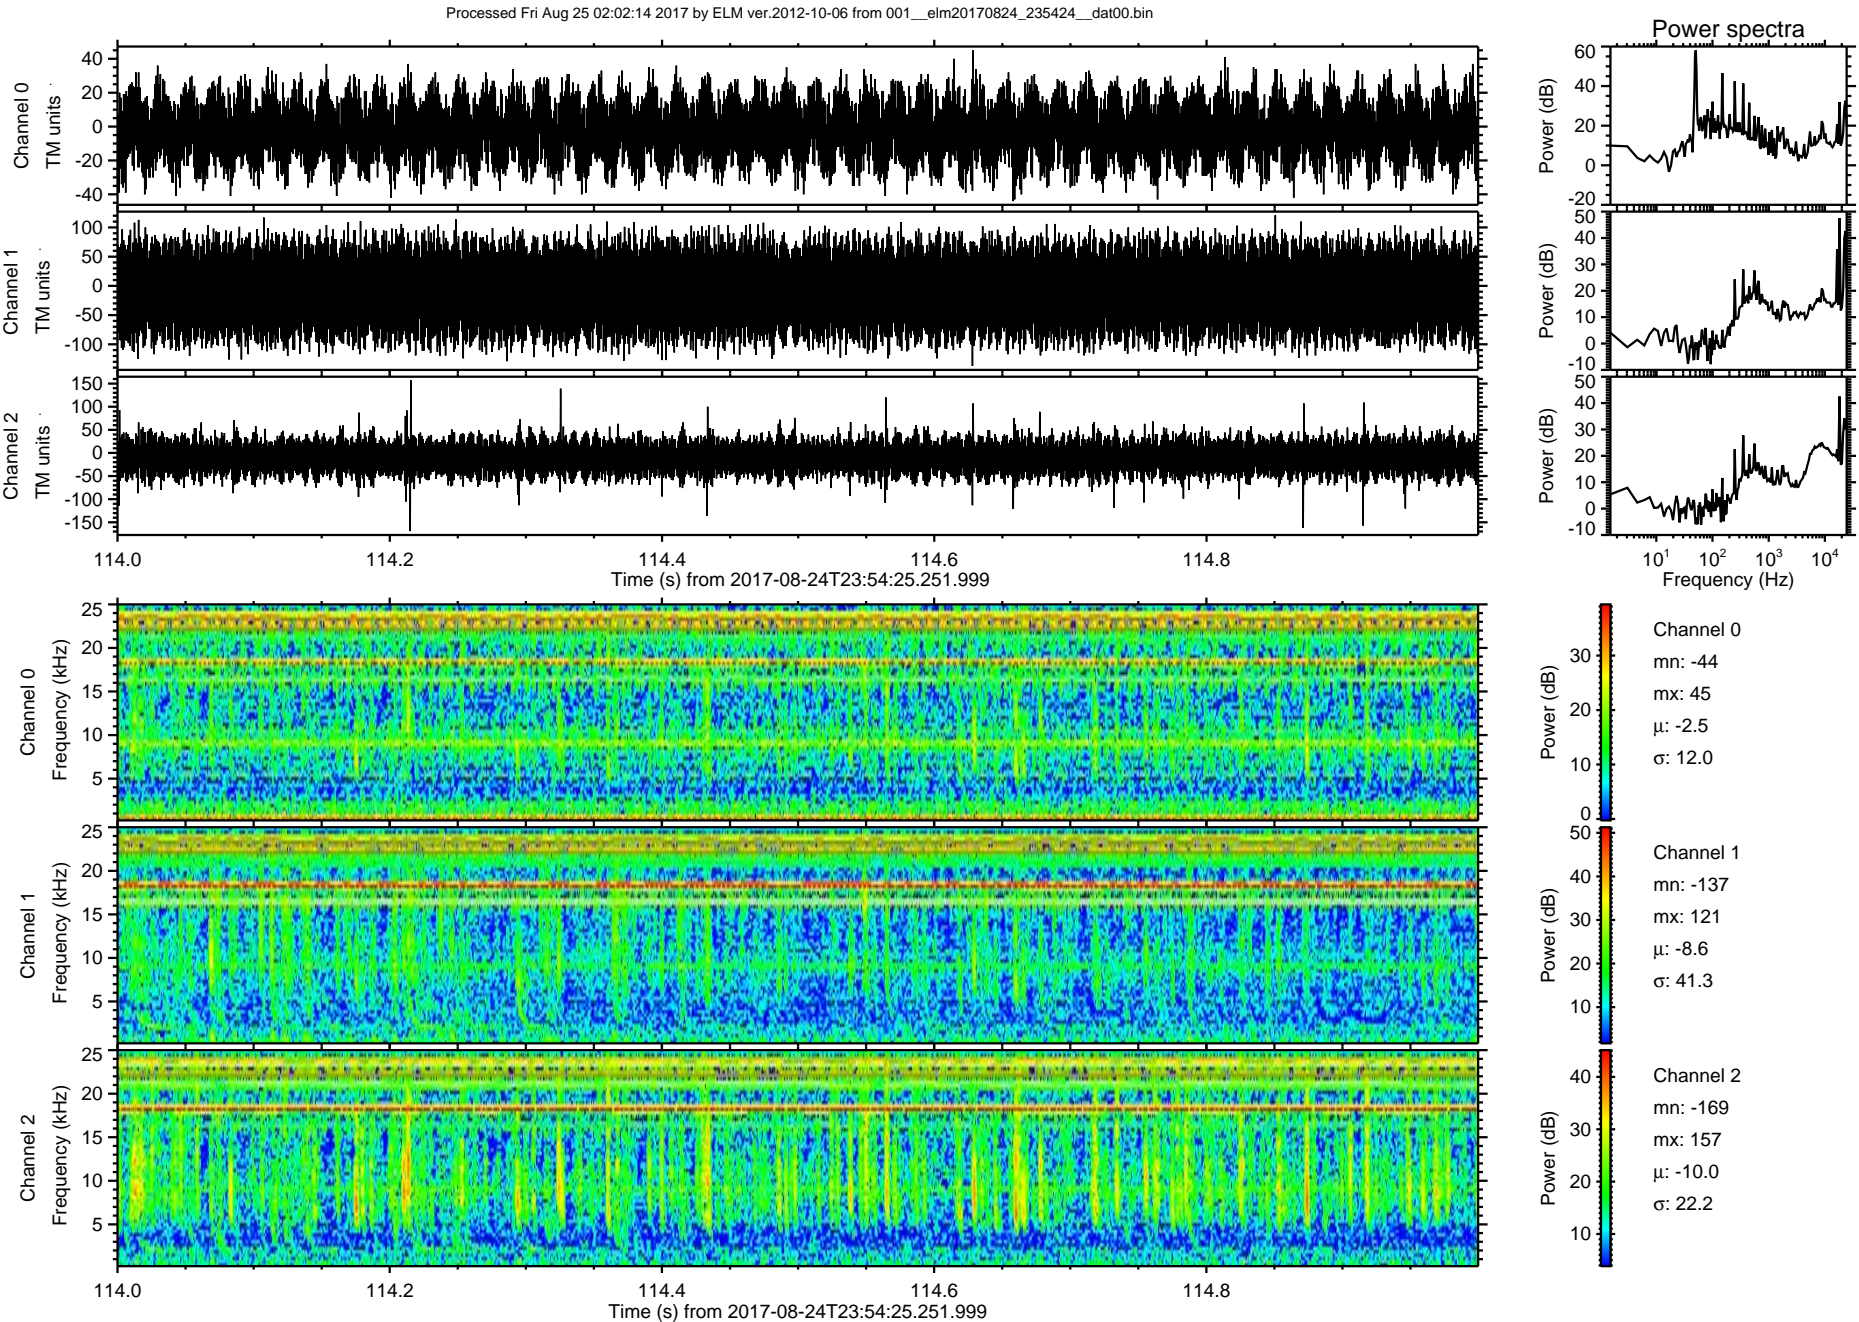 Processed Fri Aug 25 02:02:14 2017 by ELM ver.2012-10-06 from 001__elm20170824_235424__dat00.bin
Power spectra
Channel 0
TM units
40
20
0
-20
-40
Power (dB)
60
40
20
0
-20
Channel 1
TM units
100
50
0
-50
-100
Power (dB)
50
40
30
20
10
0
-10
Channel 2
TM units
150
100
50
0
-50
-100
-150
Power (dB)
50
40
30
20
10
0
-10
114.0 114.2 114.4 114.6 114.8
Time (s) from 2017-08-24T23:54:25.251.999
10^1 10^2 10^3 10^4
Frequency (Hz)
Channel 0
Frequency (kHz)
25
20
15
10
5
Power (dB)
30
20
10
0
Channel 0
mn: -44
mx: 45
μ: -2.5
σ: 12.0
Channel 1
Frequency (kHz)
25
20
15
10
5
Power (dB)
50
40
30
20
10
Channel 1
mn: -137
mx: 121
μ: -8.6
σ: 41.3
Channel 2
Frequency (kHz)
25
20
15
10
5
Power (dB)
40
30
20
10
Channel 2
mn: -169
mx: 157
μ: -10.0
σ: 22.2
114.0 114.2 114.4 114.6 114.8
Time (s) from 2017-08-24T23:54:25.251.999